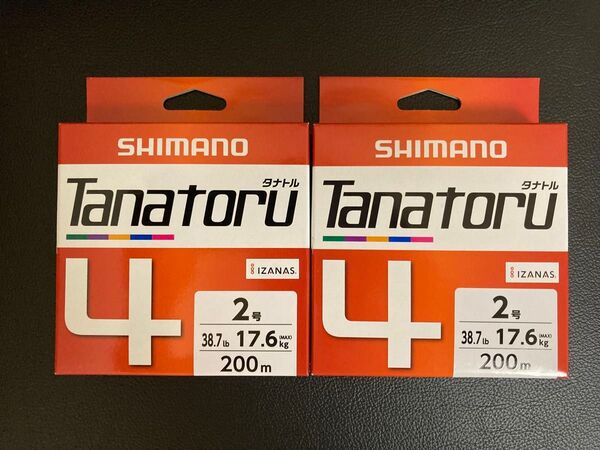 SHIMANO
タナトル
Tanatoru
4
IZANAS
2号
38.7lb 17.6kg (MAX)
200m
SHIMANO
タナトル
Tanatoru
4
IZANAS
2号
38.7lb 17.6kg (MAX)
200m